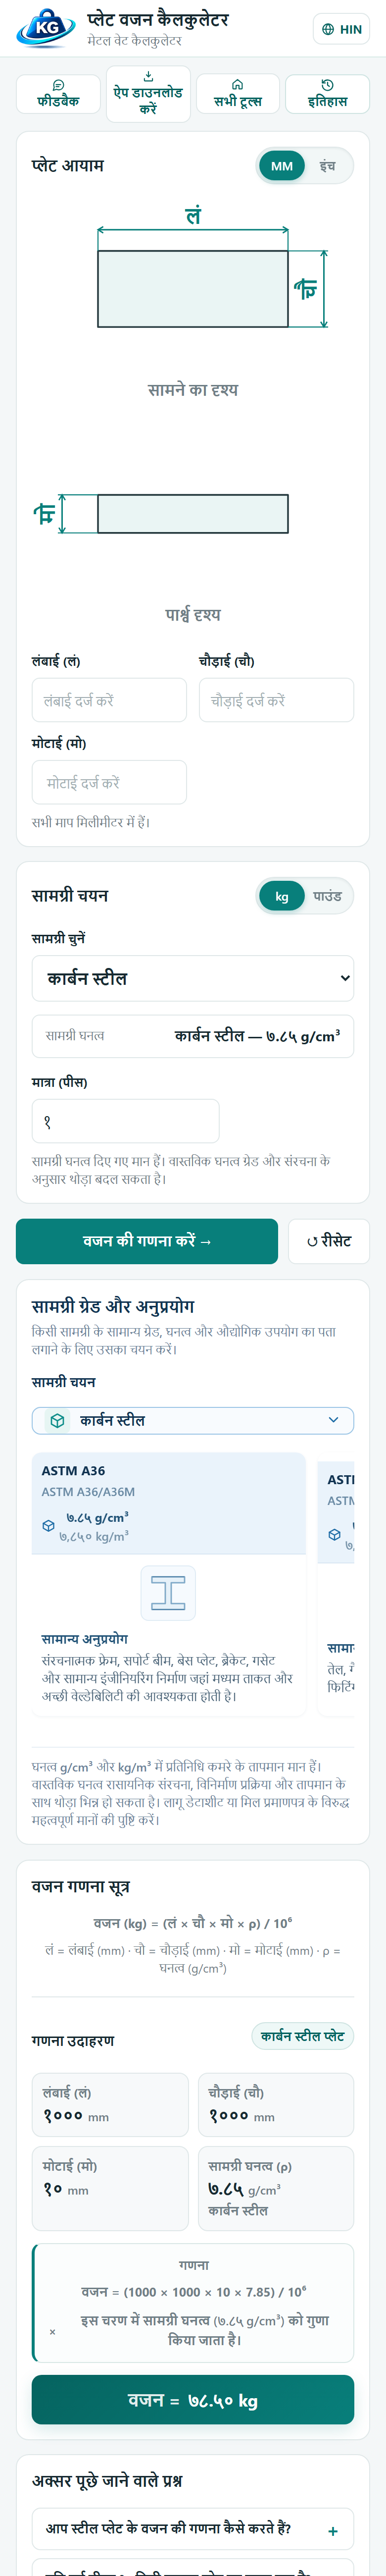 KG
प्लेट वजन कैलकुलेटर
मेटल वेट कैलकुलेटर
HIN
फीडबैक
ऐप डाउनलोड
करें
सभी टूल्स
इतिहास
प्लेट आयाम
MM
इंच
लं
चौ
सामने का दृश्य
मो
पार्श्व दृश्य
लंबाई (लं)
चौड़ाई (चौ)
लंबाई दर्ज करें
चौड़ाई दर्ज करें
मोटाई (मो)
मोटाई दर्ज करें
सभी माप मिलीमीटर में हैं।
सामग्री चयन
kg
पाउंड
सामग्री चुनें
कार्बन स्टील
सामग्री घनत्व
कार्बन स्टील — ७.८५ g/cm³
मात्रा (पीस)
१
सामग्री घनत्व दिए गए मान हैं। वास्तविक घनत्व ग्रेड और संरचना के
अनुसार थोड़ा बदल सकता है।
वजन की गणना करें →
रीसेट
सामग्री ग्रेड और अनुप्रयोग
किसी सामग्री के सामान्य ग्रेड, घनत्व और औद्योगिक उपयोग का पता
लगाने के लिए उसका चयन करें।
सामग्री चयन
कार्बन स्टील
ASTM A36
ASTM A36/A36M
७.८५ g/cm³
७,८५० kg/m³
सामान्य अनुप्रयोग
संरचनात्मक फ्रेम, सपोर्ट बीम, बेस प्लेट, ब्रैकेट, गसेट
और सामान्य इंजीनियरिंग निर्माण जहां मध्यम ताकत और
अच्छी वेल्डेबिलिटी की आवश्यकता होती है।
घनत्व g/cm³ और kg/m³ में प्रतिनिधि कमरे के तापमान मान हैं।
वास्तविक घनत्व रासायनिक संरचना, विनिर्माण प्रक्रिया और तापमान के
साथ थोड़ा भिन्न हो सकता है। लागू डेटाशीट या मिल प्रमाणपत्र के विरुद्ध
महत्वपूर्ण मानों की पुष्टि करें।
वजन गणना सूत्र
वजन (kg) = (लं × चौ × मो × ρ) / 10⁶
लं = लंबाई (mm) · चौ = चौड़ाई (mm) · मो = मोटाई (mm) · ρ =
घनत्व (g/cm³)
गणना उदाहरण
कार्बन स्टील प्लेट
लंबाई (लं)
१००० mm
चौड़ाई (चौ)
१००० mm
मोटाई (मो)
१० mm
सामग्री घनत्व (ρ)
७.८५ g/cm³
कार्बन स्टील
गणना
वजन = (1000 × 1000 × 10 × 7.85) / 10⁶
इस चरण में सामग्री घनत्व (७.८५ g/cm³) को गुणा
× किया जाता है।
वजन = ७८.५० kg
अक्सर पूछे जाने वाले प्रश्न
आप स्टील प्लेट के वजन की गणना कैसे करते हैं? +